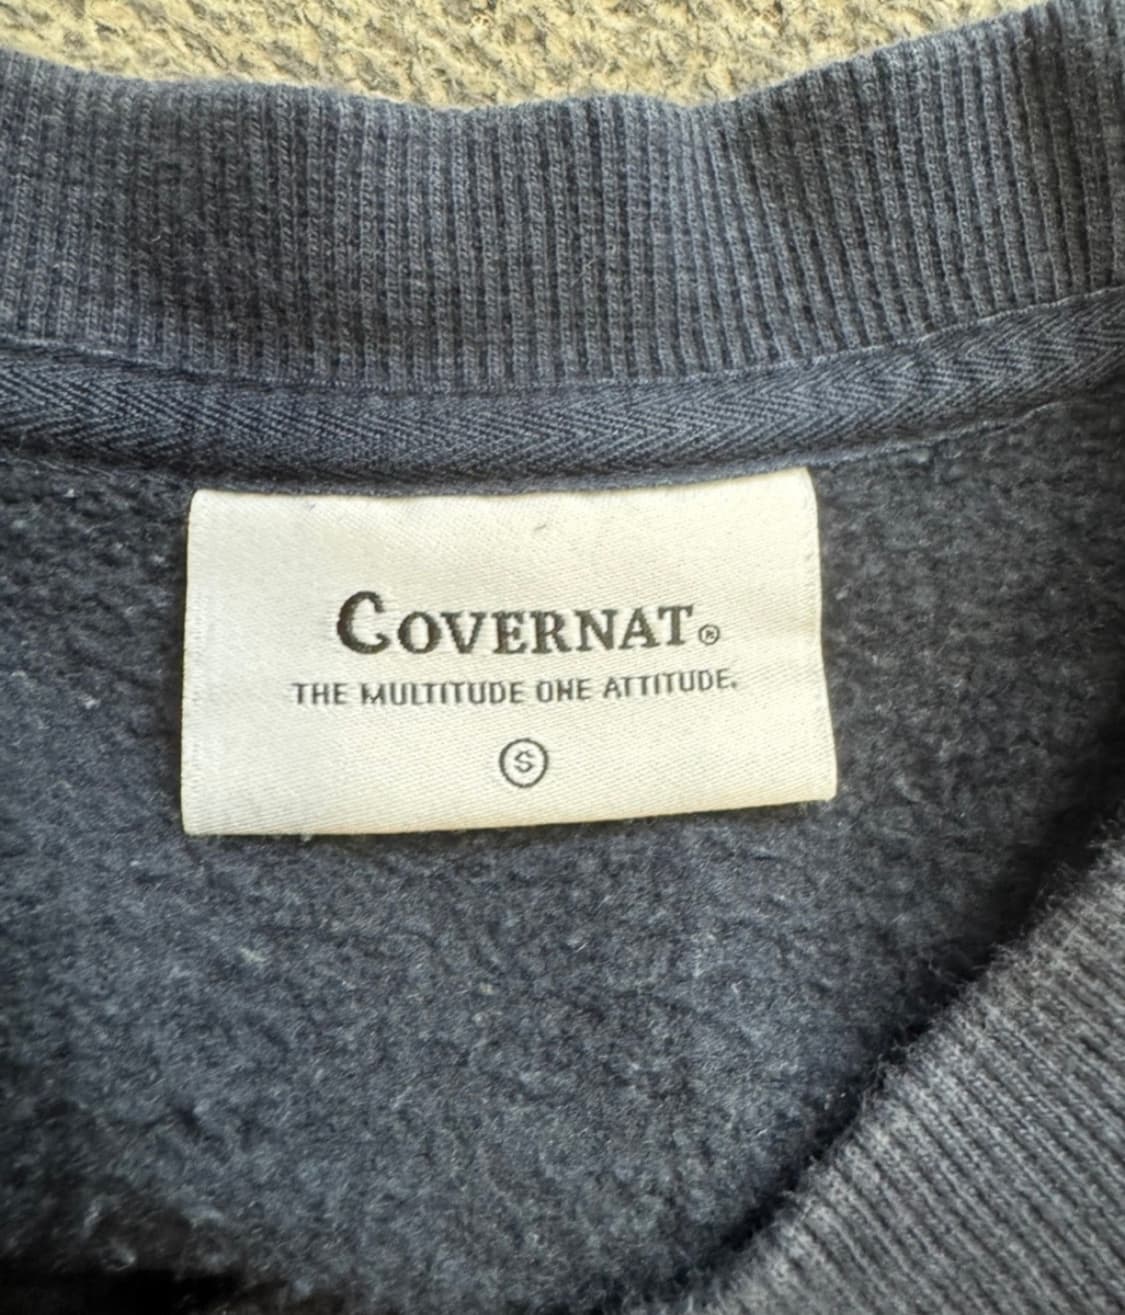 COVERNAT®
THE MULTITUDE ONE ATTITUDE.
S